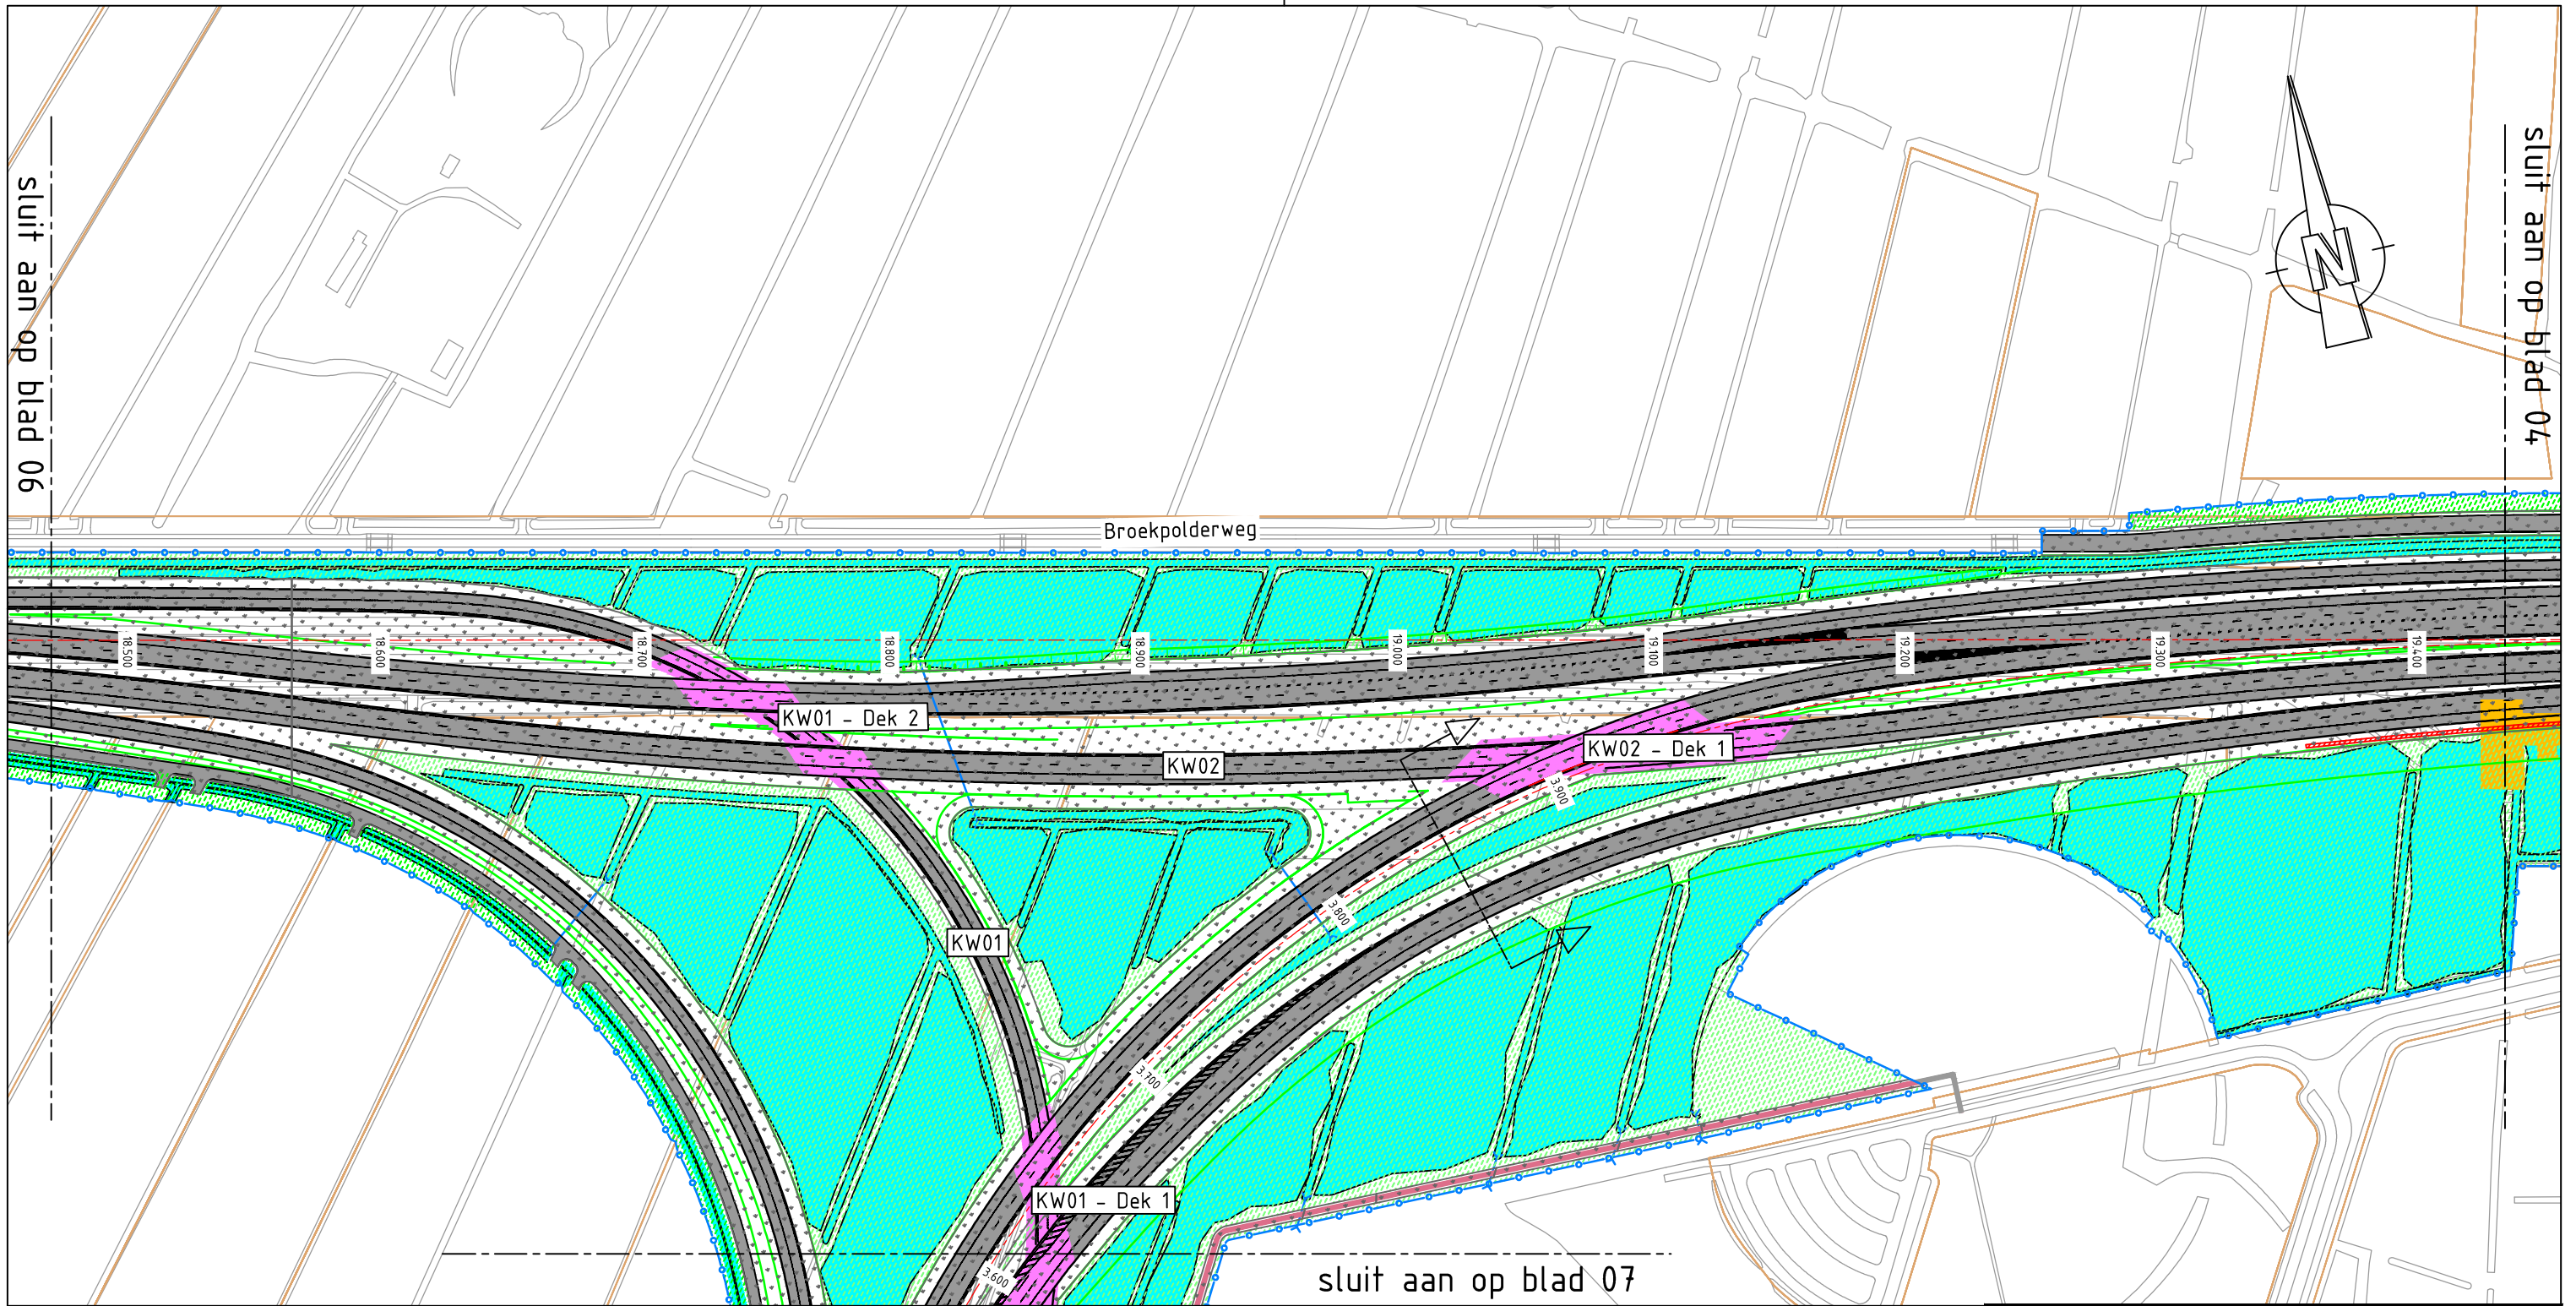 sluit aan op blad 06
sluit aan op blad 04
N
Broekpolderweg
18.500
18.600
18.700
18.800
18.900
19.000
19.100
19.200
19.300
19.400
KW01 - Dek 2
KW02
KW02 - Dek 1
3.900
3.800
KW01
3.700
KW01 - Dek 1
3.600
sluit aan op blad 07